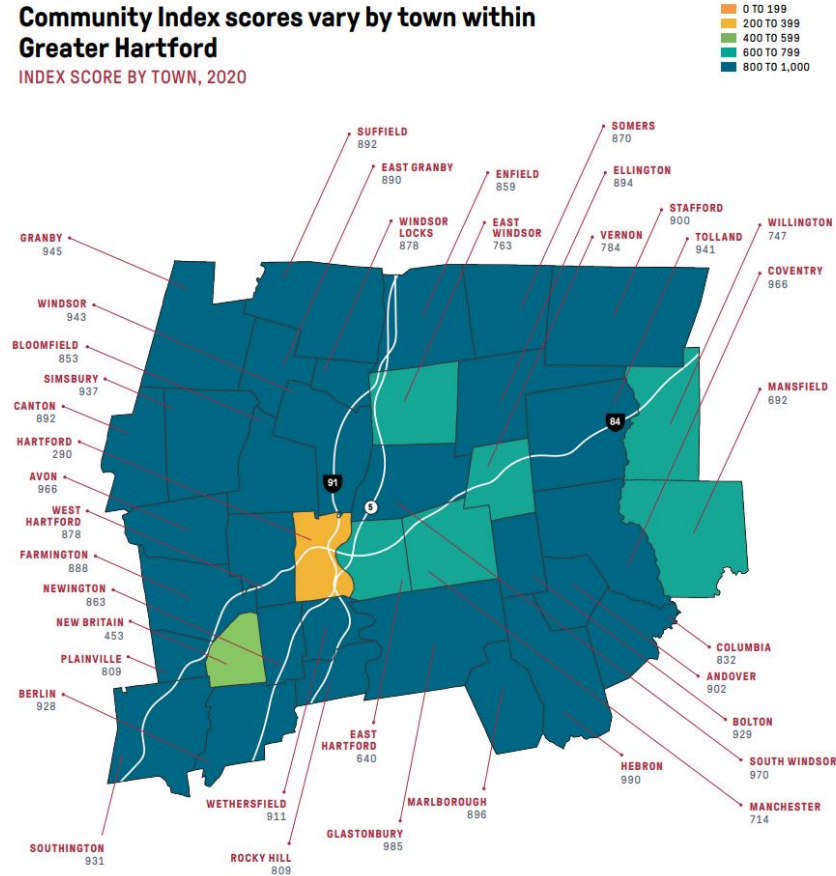 Community Index scores vary by town within
Greater Hartford
INDEX SCORE BY TOWN, 2020
0 TO 199
200 TO 399
400 TO 599
600 TO 799
800 TO 1,000
SUFFIELD
892
EAST GRANBY
890
WINDSOR
LOCKS
878
ENFIELD
859
EAST
WINDSOR
763
SOMERS
870
ELLINGTON
894
STAFFORD
900
VERNON
784
TOLLAND
941
WILLINGTON
747
COVENTRY
966
MANSFIELD
692
GRANBY
945
WINDSOR
943
BLOOMFIELD
853
SIMSBURY
937
CANTON
892
HARTFORD
290
AVON
966
WEST
HARTFORD
878
FARMINGTON
888
NEWINGTON
863
NEW BRITAIN
453
PLAINVILLE
809
BERLIN
928
SOUTHINGTON
931
84
91
5
WETHERSFIELD
911
ROCKY HILL
809
EAST
HARTFORD
640
GLASTONBURY
985
MARLBOROUGH
896
HEBRON
990
COLUMBIA
832
ANDOVER
902
BOLTON
929
SOUTH WINDSOR
970
MANCHESTER
714